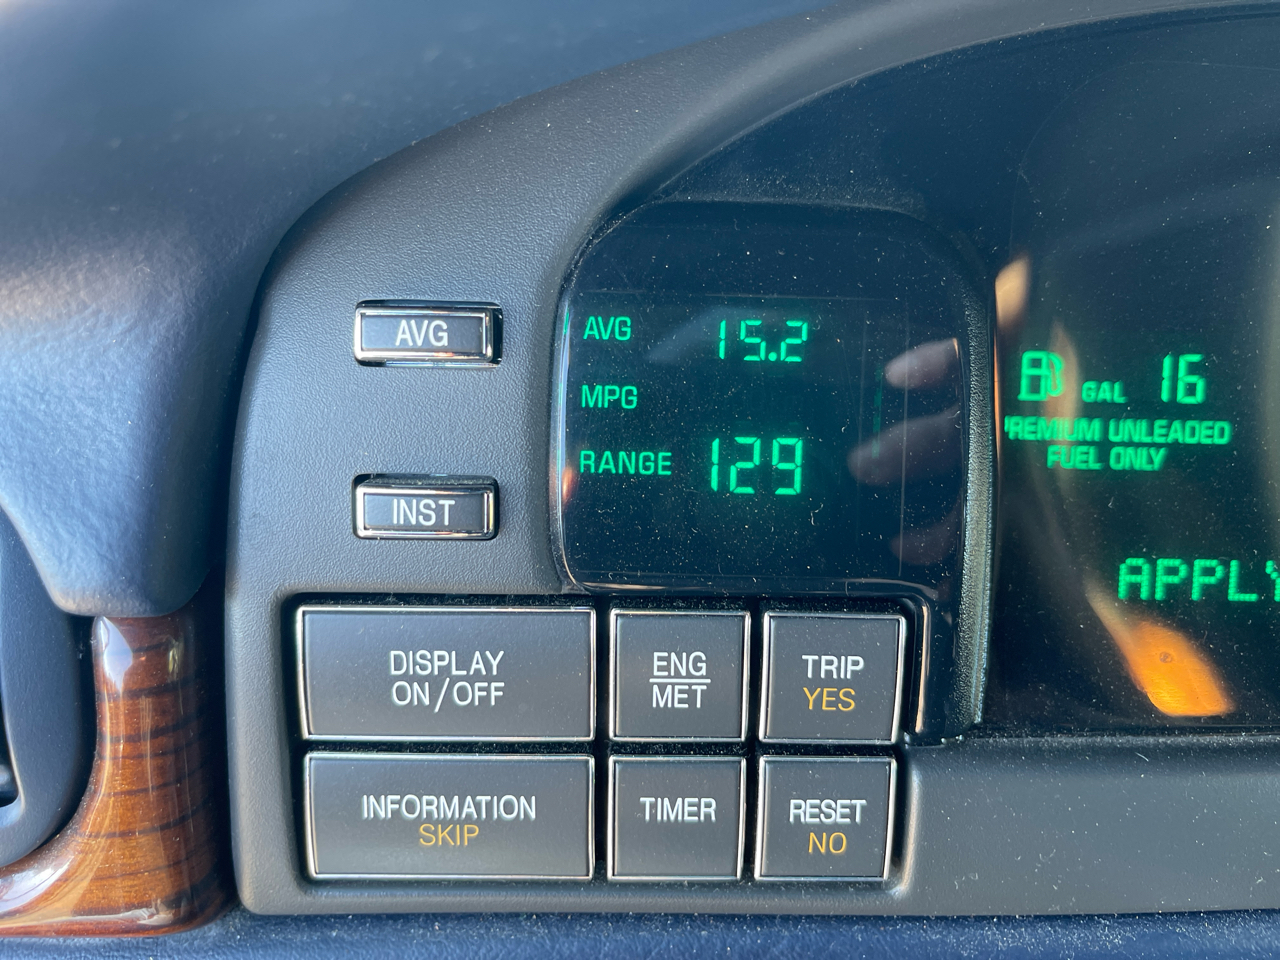 AVG
AVG 15.2
MPG
INST
RANGE 129
GAL 16
PREMIUM UNLEADED
FUEL ONLY
APPLY
DISPLAY
ON/OFF
ENG
MET
TRIP
YES
INFORMATION
SKIP
TIMER
RESET
NO